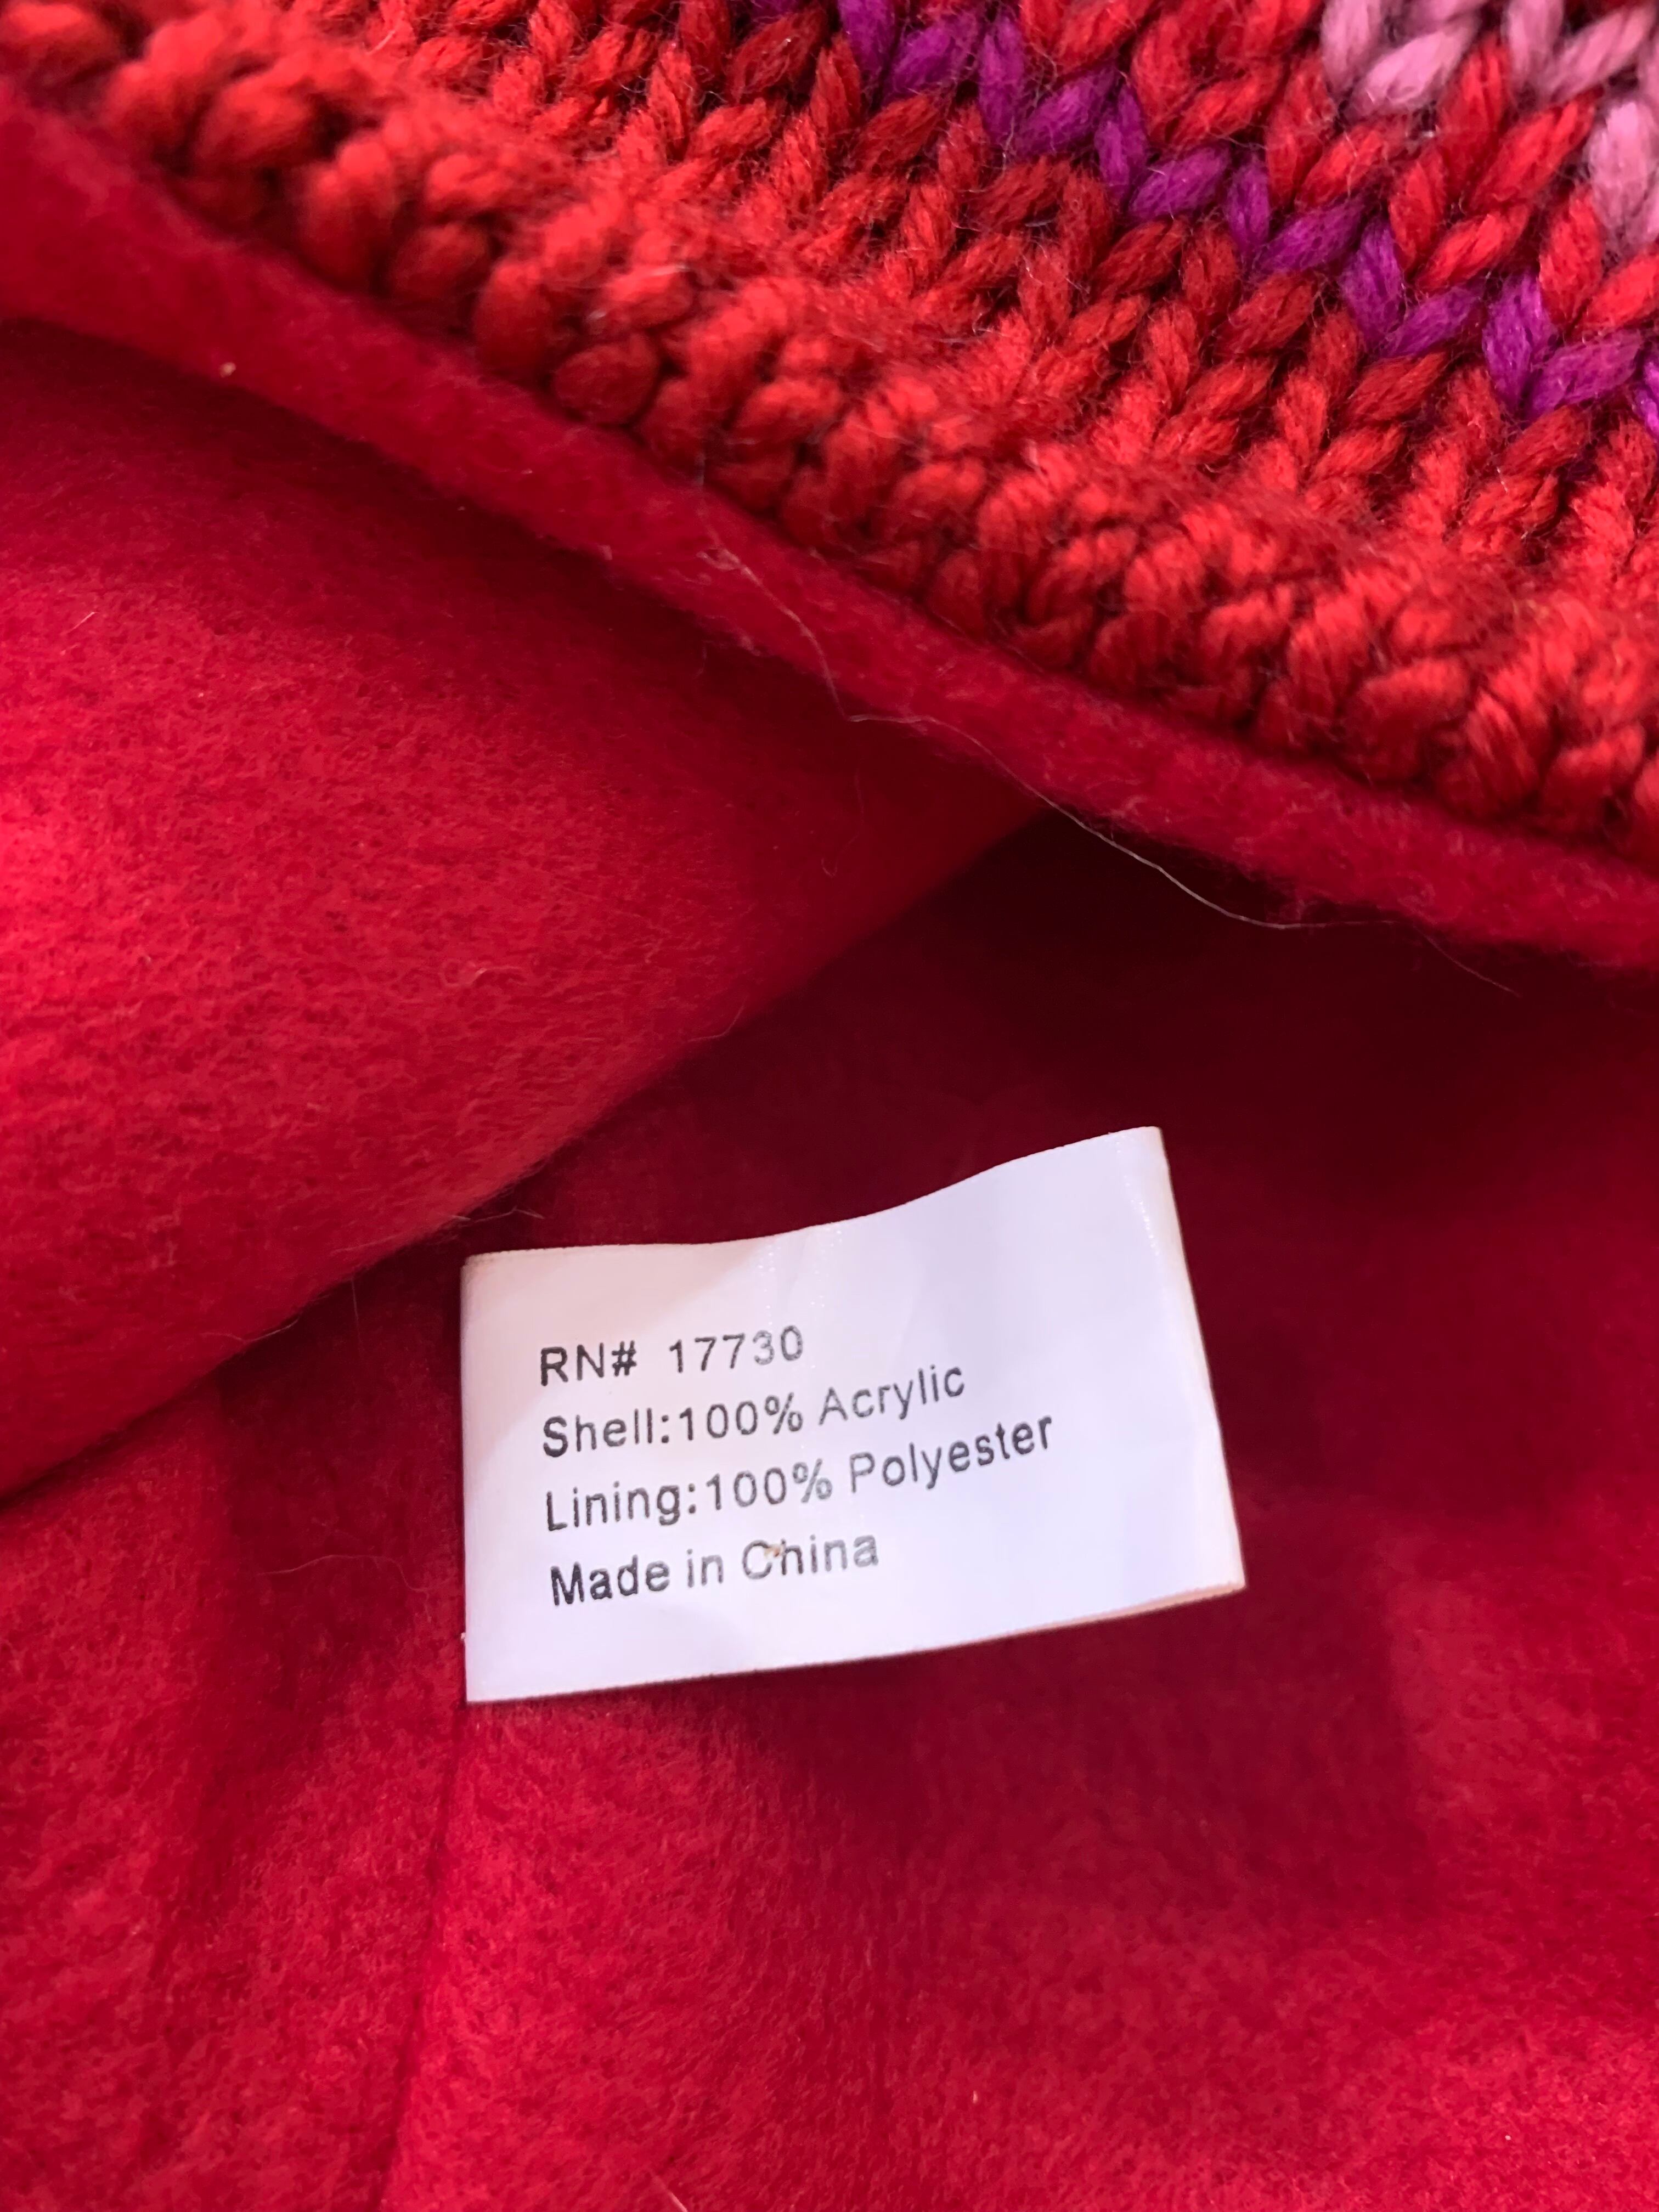 RN# 17730
Shell:100% Acrylic
Lining:100% Polyester
Made in China